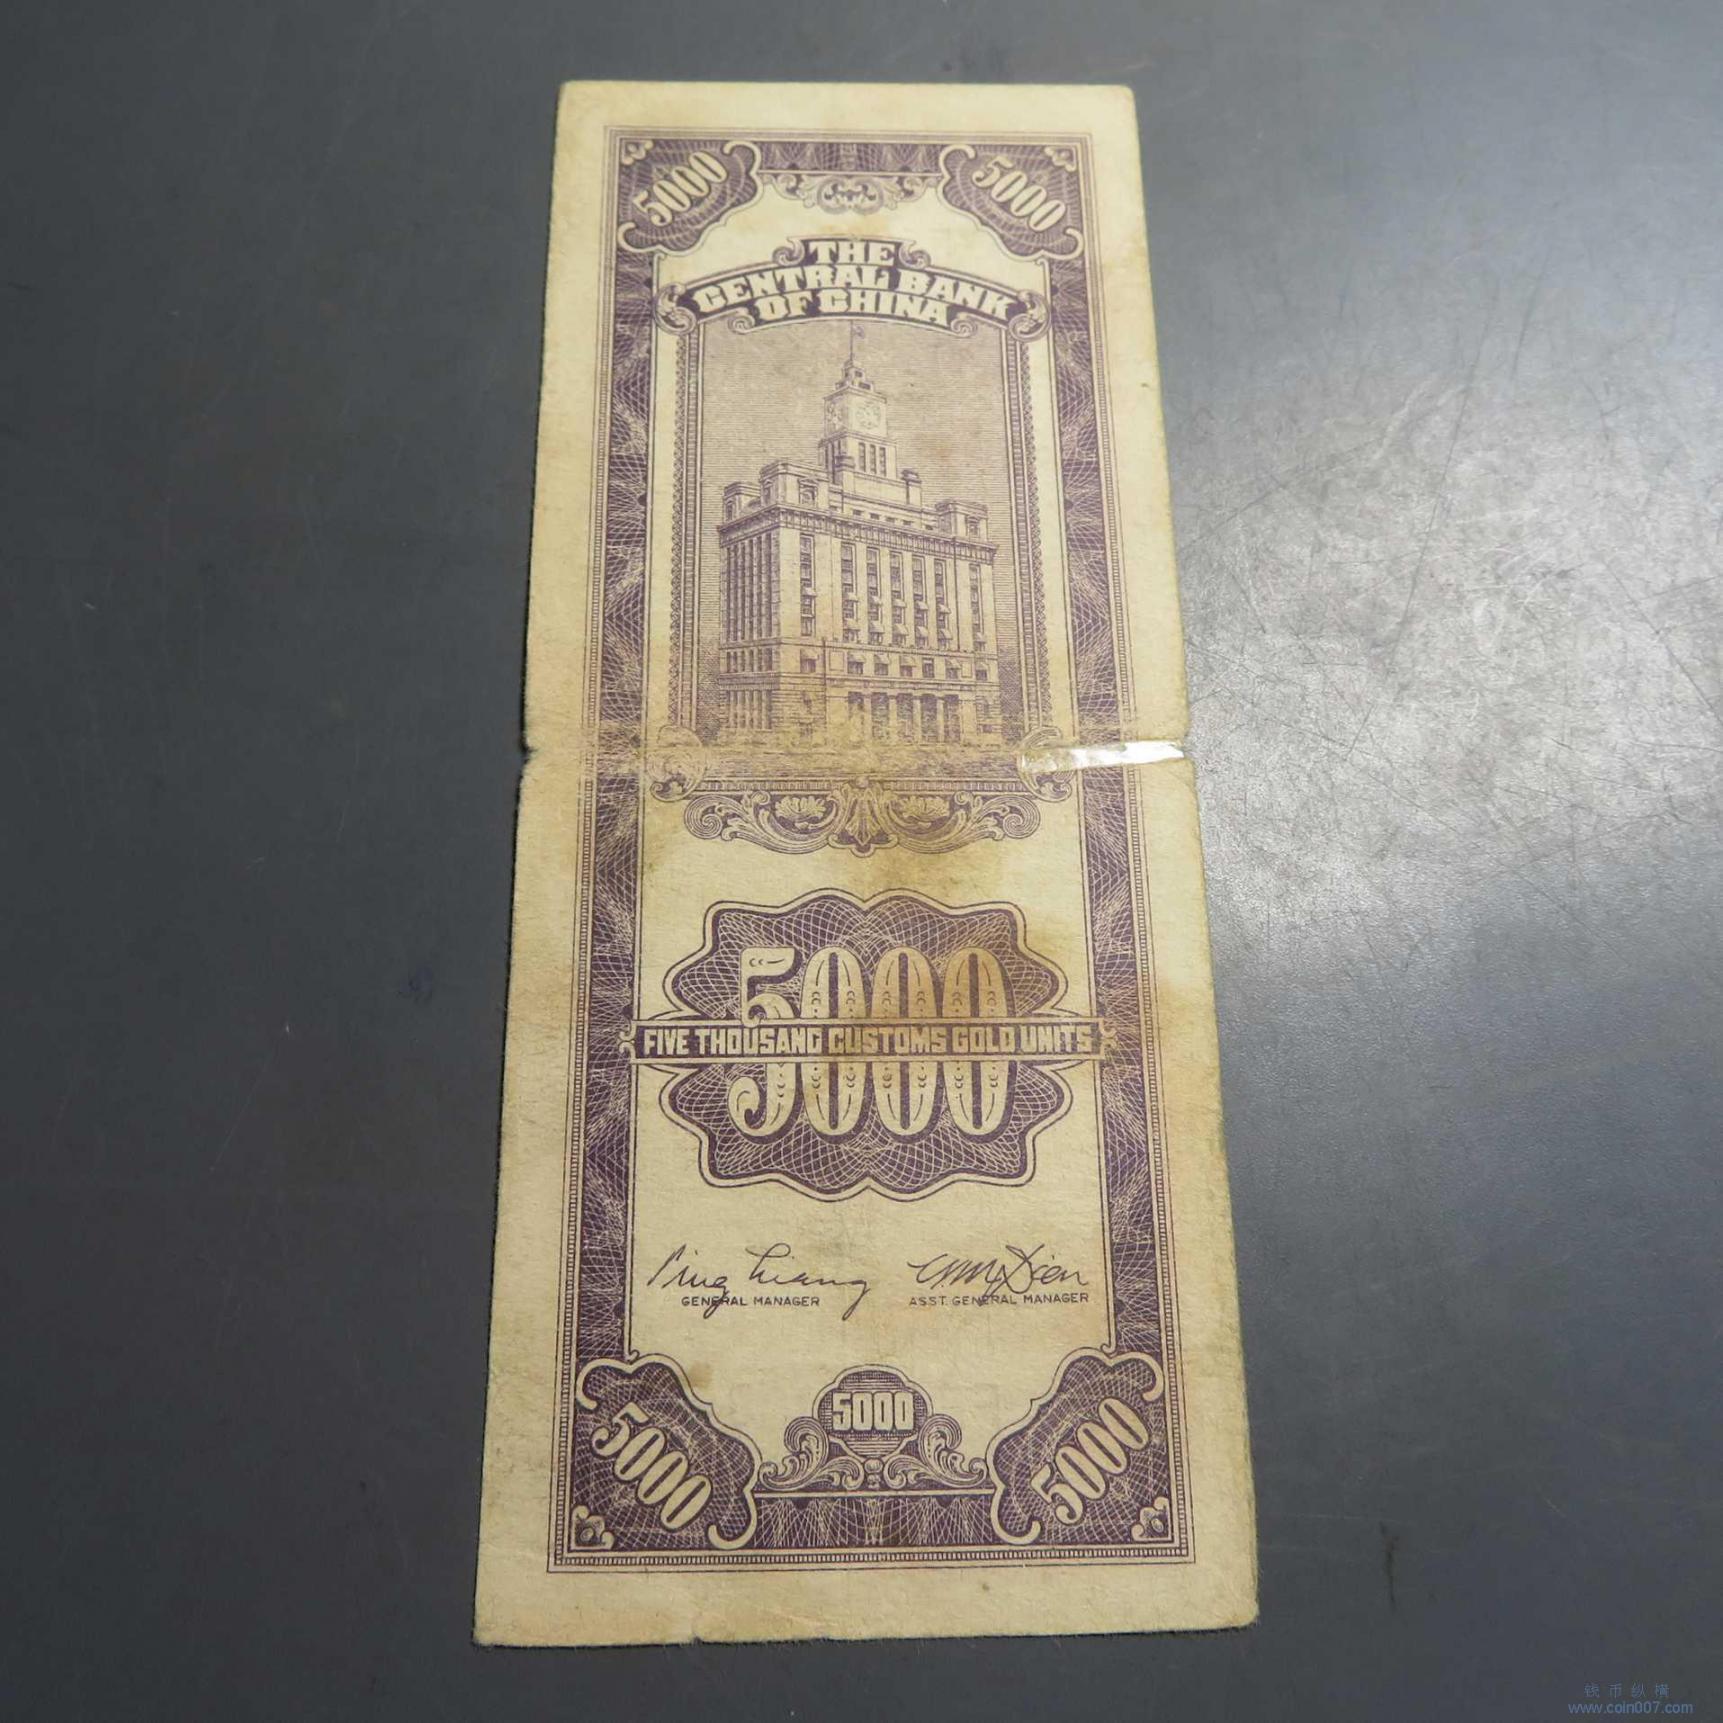 5000 5000
THE
CENTRAL BANK
OF CHINA
5000
FIVE THOUSAND CUSTOMS GOLD UNITS
GENERAL MANAGER ASST. GENERAL MANAGER
5000
5000 5000
钱币纵横
www.coin007.com